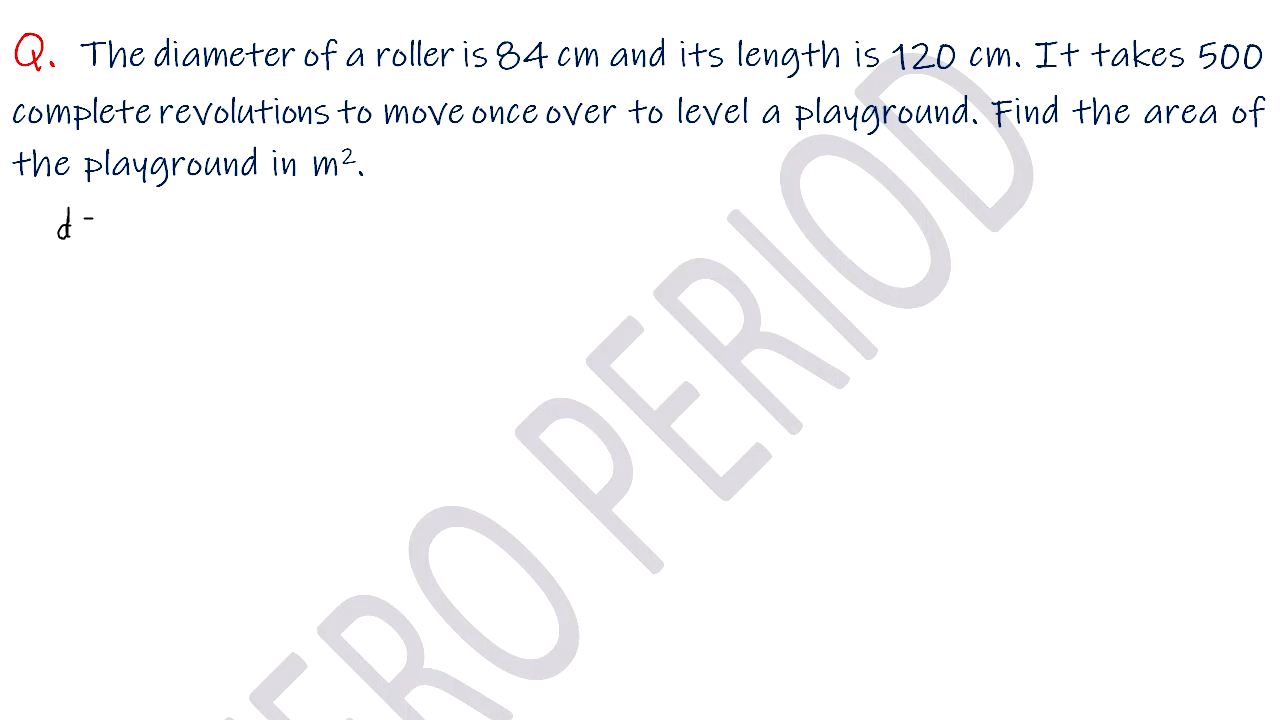 Q. The diameter of a roller is 84 cm and its length is 120 cm. It takes 500
complete revolutions to move once over to level a playground. Find the area of
the playground in m².
d -
ERO PERIOD